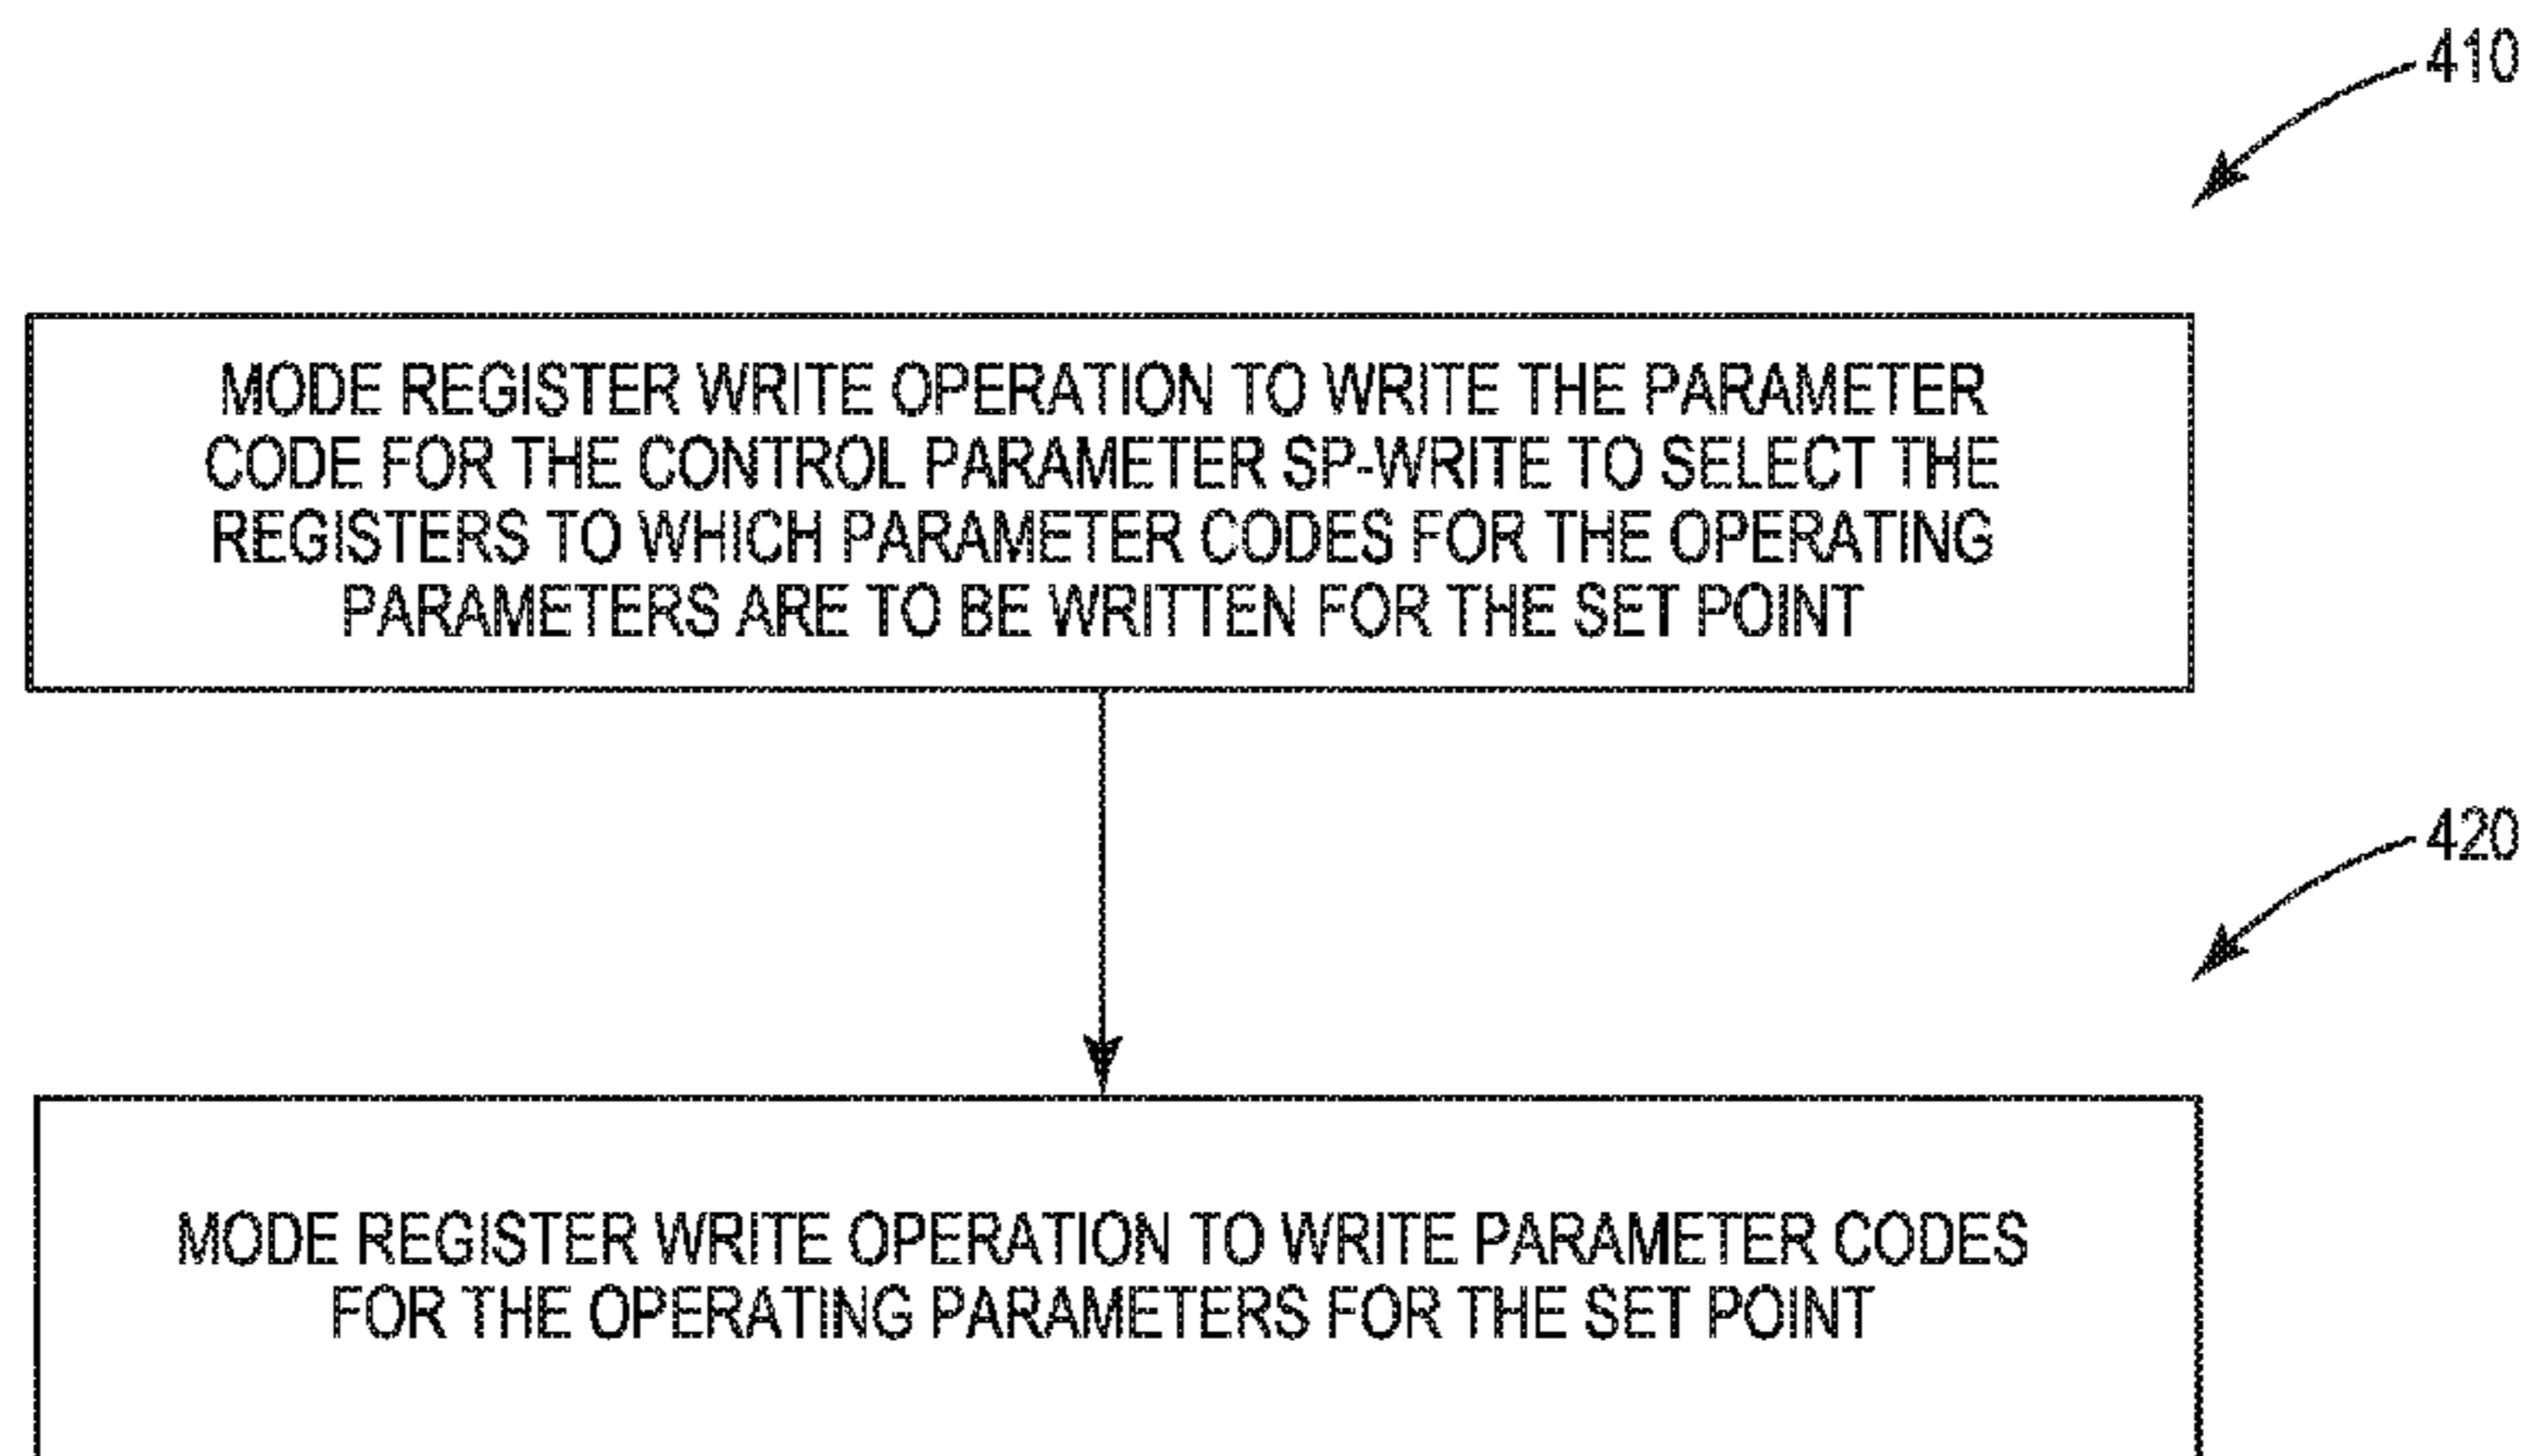 410
MODE REGISTER WRITE OPERATION TO WRITE THE PARAMETER
CODE FOR THE CONTROL PARAMETER SP-WRITE TO SELECT THE
REGISTERS TO WHICH PARAMETER CODES FOR THE OPERATING
PARAMETERS ARE TO BE WRITTEN FOR THE SET POINT
420
MODE REGISTER WRITE OPERATION TO WRITE PARAMETER CODES
FOR THE OPERATING PARAMETERS FOR THE SET POINT